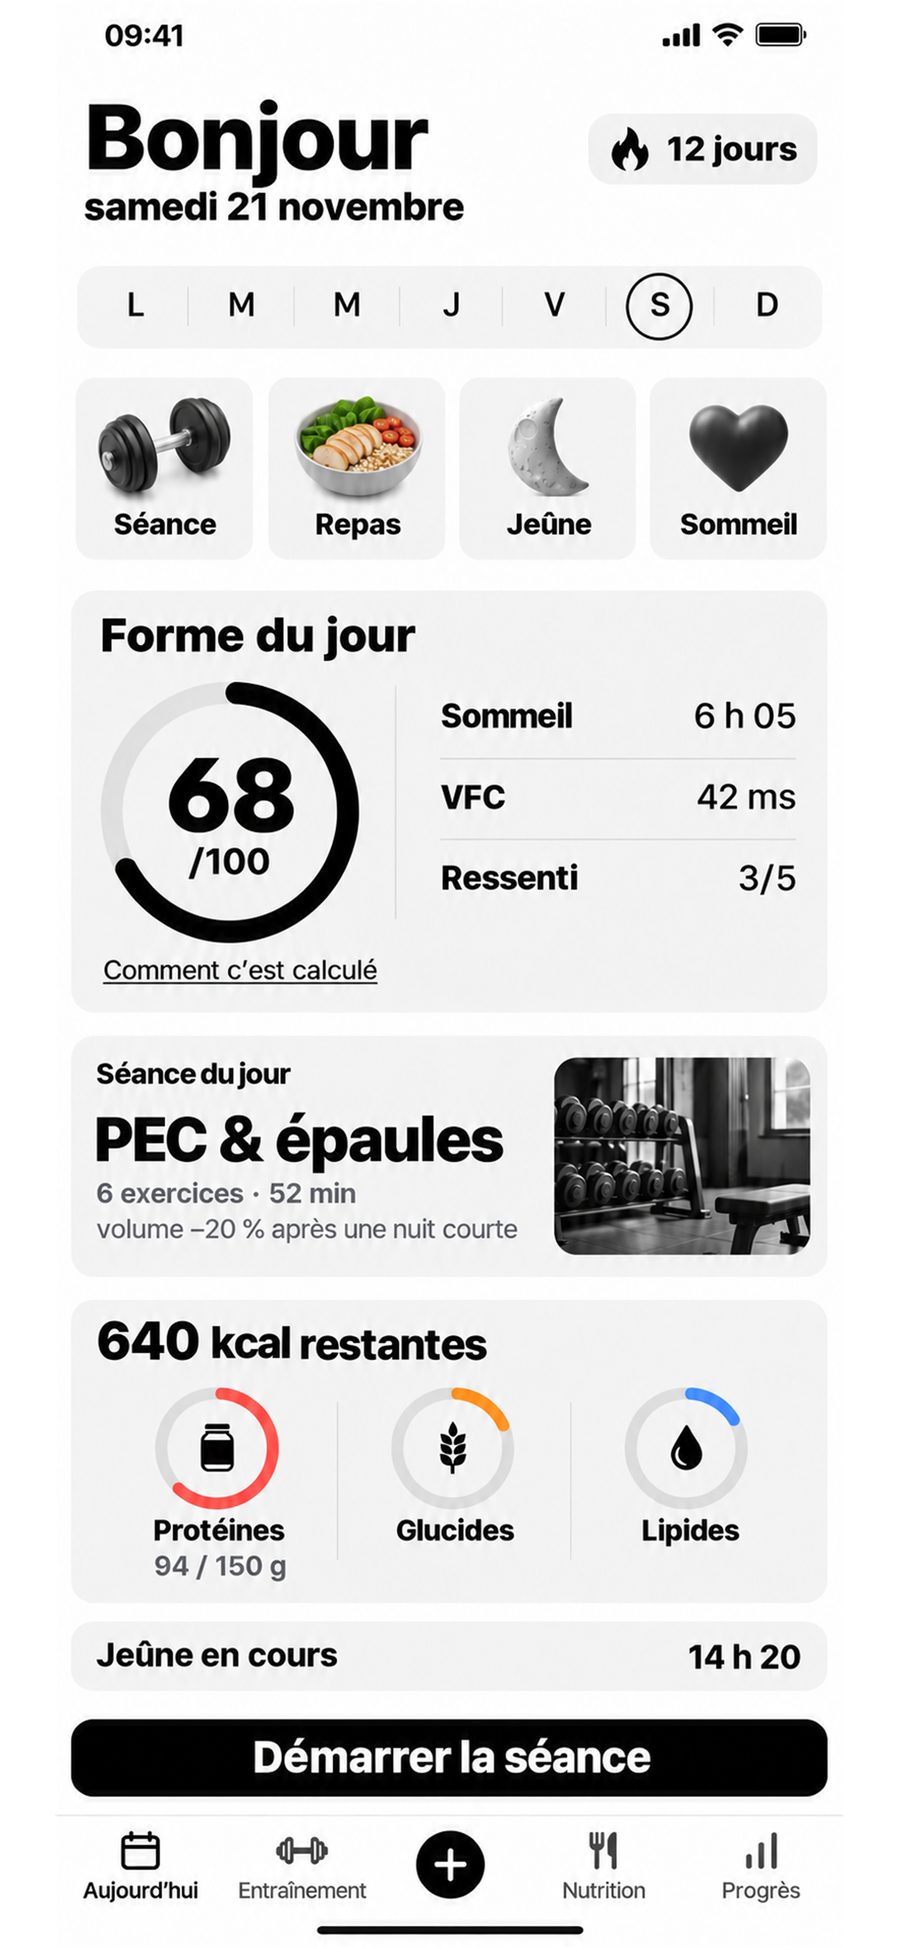 09:41
Bonjour
12 jours
samedi 21 novembre
L M M J V S D
Séance
Repas
Jeûne
Sommeil
Forme du jour
68
/100
Comment c’est calculé
Sommeil 6 h 05
VFC 42 ms
Ressenti 3/5
Séance du jour
PEC & épaules
6 exercices · 52 min
volume –20 % après une nuit courte
640 kcal restantes
Protéines
94 / 150 g
Glucides
Lipides
Jeûne en cours 14 h 20
Démarrer la séance
Aujourd’hui
Entraînement
Nutrition
Progrès